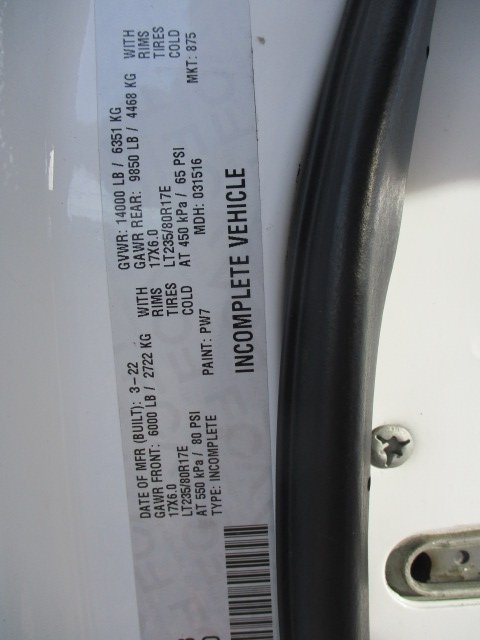 DATE OF MFR (BUILT): 3-22 GVWR: 14000 LB / 6351 KG
GAWR FRONT: 6000 LB / 2722 KG WITH GAWR REAR: 9850 LB / 4468 KG WITH
17X6.0 RIMS 17X6.0 RIMS
LT235/80R17E TIRES LT235/80R17E TIRES
AT 550 kPa / 80 PSI COLD AT 450 kPa / 65 PSI COLD
TYPE: INCOMPLETE PAINT: PW7 MDH: 031516 MKT: 875
INCOMPLETE VEHICLE